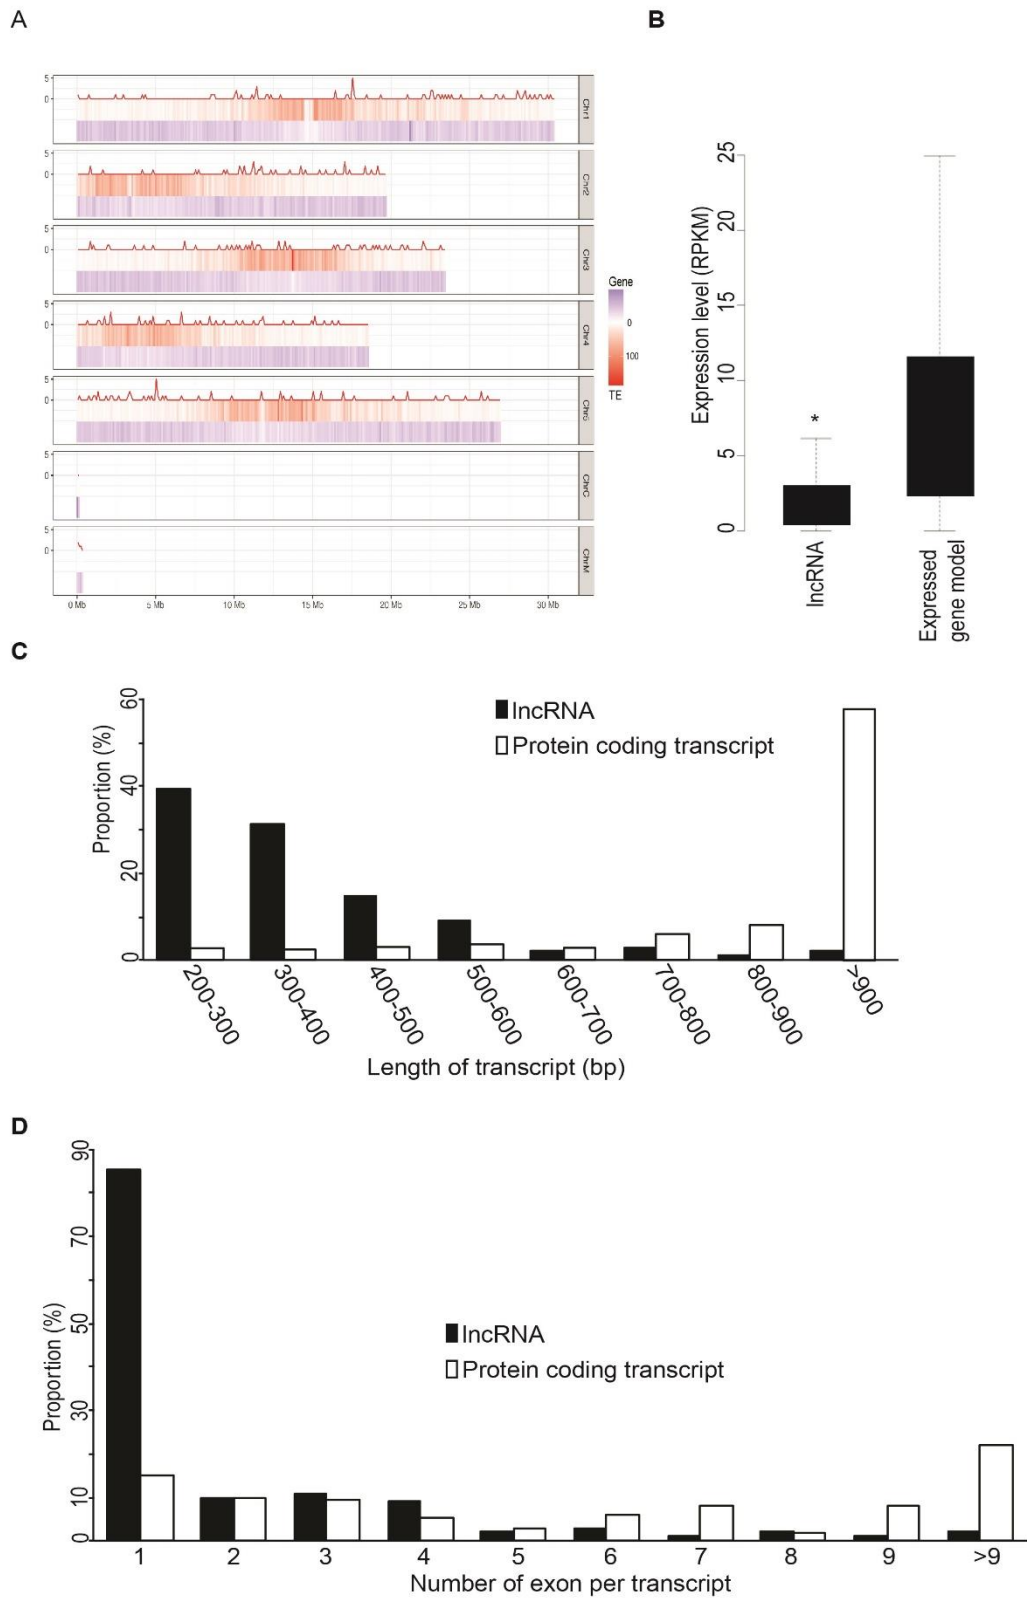 A
5
0
Chr1
5
0
Chr2
5
0
Chr3
5
0
Chr4
5
0
Chr5
5
0
ChrC
5
0
ChrM
0 Mb 5 Mb 10 Mb 15 Mb 20 Mb 25 Mb 30 Mb
Gene
0
100
TE
B
Expression level (RPKM)
25
20
15
10
5
0
*
lncRNA
Expressed
gene model
C
Proportion (%)
60
40
20
0
lncRNA
Protein coding transcript
200-300 300-400 400-500 500-600 600-700 700-800 800-900 >900
Length of transcript (bp)
D
Proportion (%)
90
70
50
30
10
0
lncRNA
Protein coding transcript
1 2 3 4 5 6 7 8 9 >9
Number of exon per transcript